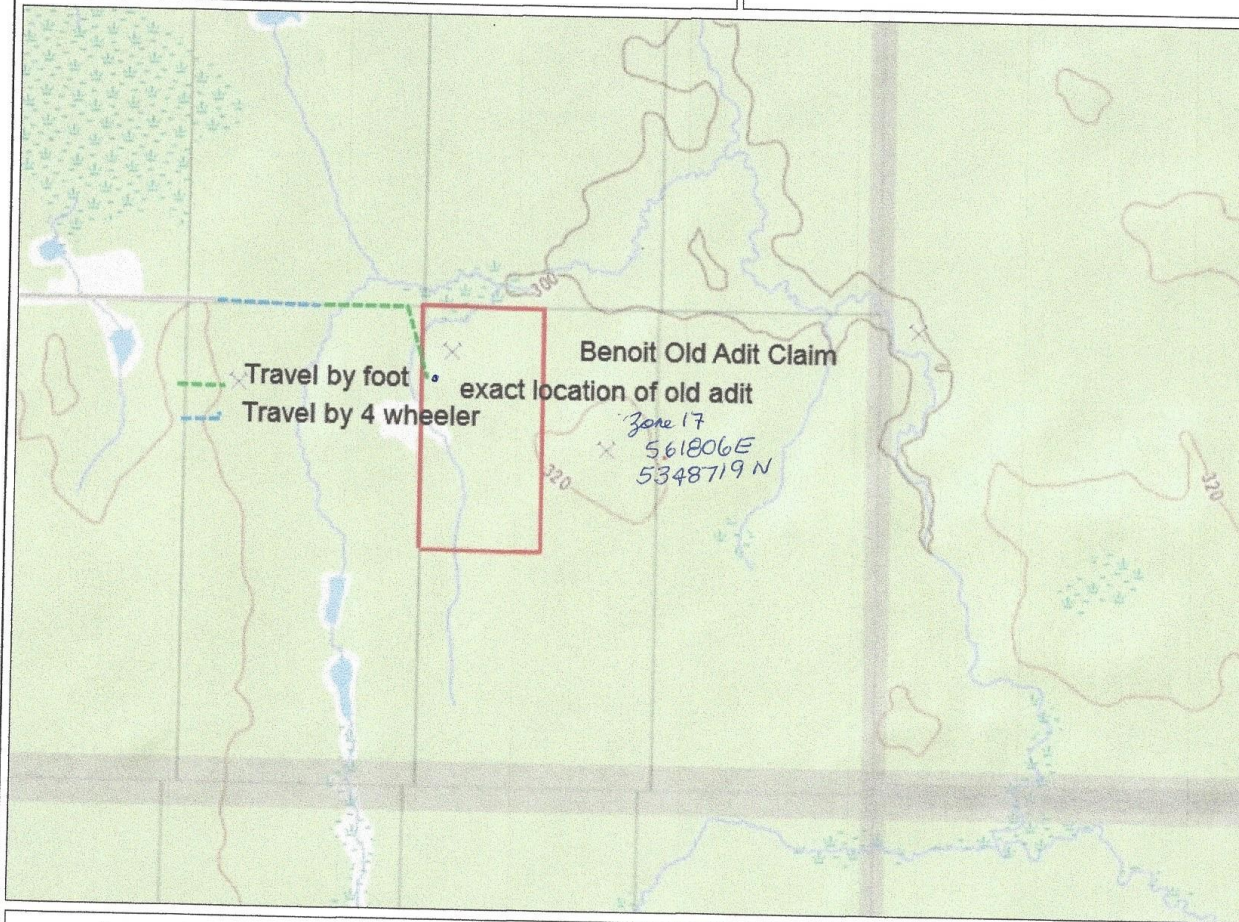 300
Benoit Old Adit Claim
Travel by foot
exact location of old adit
Travel by 4 wheeler
Zone 17
561806E
5348719 N
320
320